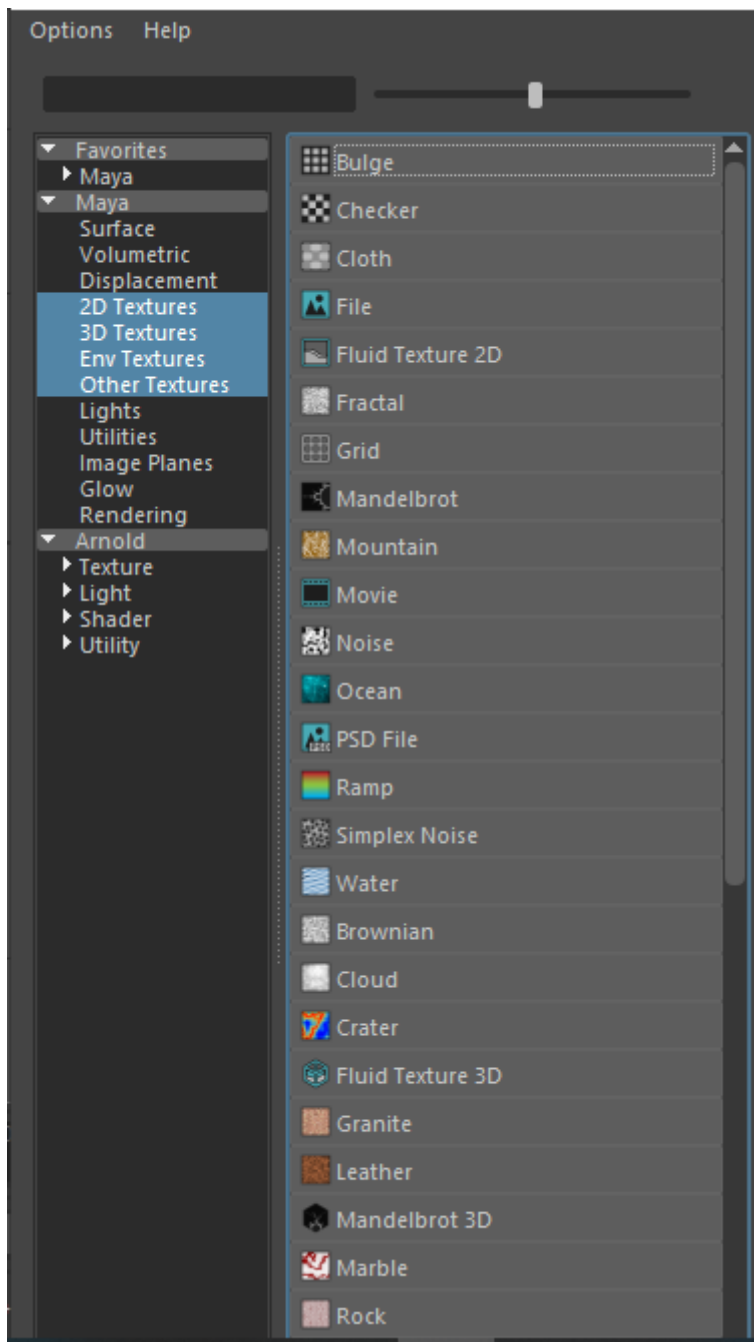 Options Help
Favorites
Maya
Maya
Surface
Volumetric
Displacement
2D Textures
3D Textures
Env Textures
Other Textures
Lights
Utilities
Image Planes
Glow
Rendering
Arnold
Texture
Light
Shader
Utility
Bulge
Checker
Cloth
File
Fluid Texture 2D
Fractal
Grid
Mandelbrot
Mountain
Movie
Noise
Ocean
PSD File
Ramp
Simplex Noise
Water
Brownian
Cloud
Crater
Fluid Texture 3D
Granite
Leather
Mandelbrot 3D
Marble
Rock